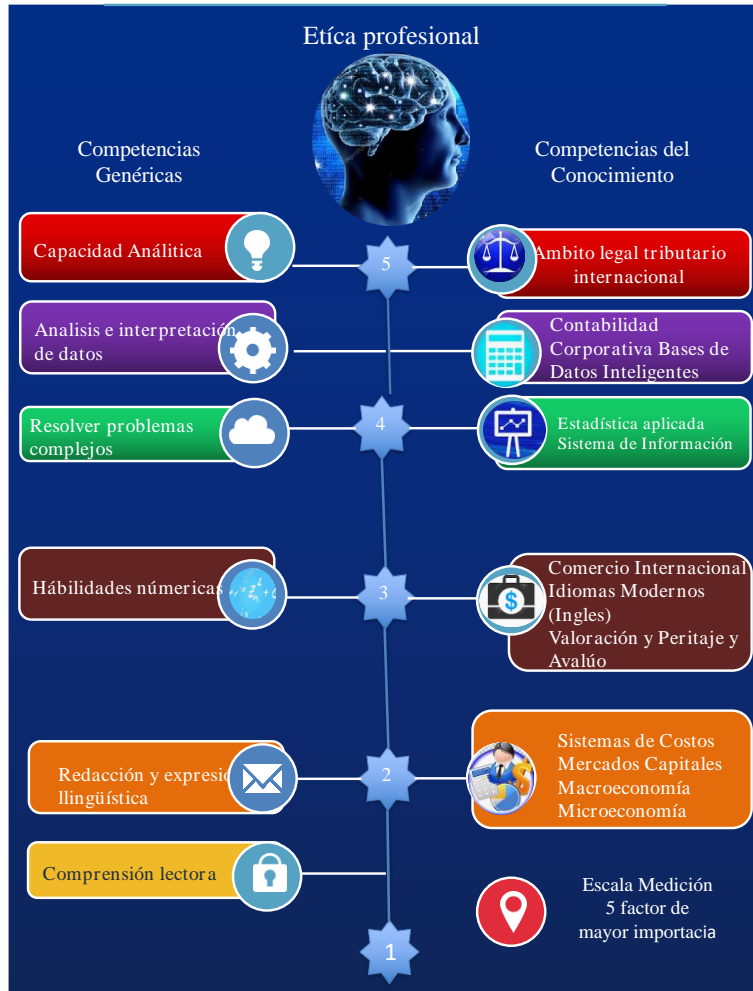 Etíca profesional
Competencias
Genéricas
Competencias del
Conocimiento
Capacidad Análitica
5
Ambito legal tributario
internacional
Analisis e interpretación
de datos
Contabilidad
Corporativa Bases de
Datos Inteligentes
Resolver problemas
complejos
4
Estadística aplicada
Sistema de Información
Hábilidades númericas
3
Comercio Internacional
Idiomas Modernos
(Ingles)
Valoración y Peritaje y
Avalúo
Redacción y expresió
llingüística
2
Sistemas de Costos
Mercados Capitales
Macroeconomía
Microeconomía
Comprensión lectora
Escala Medición
5 factor de
mayor importacia
1